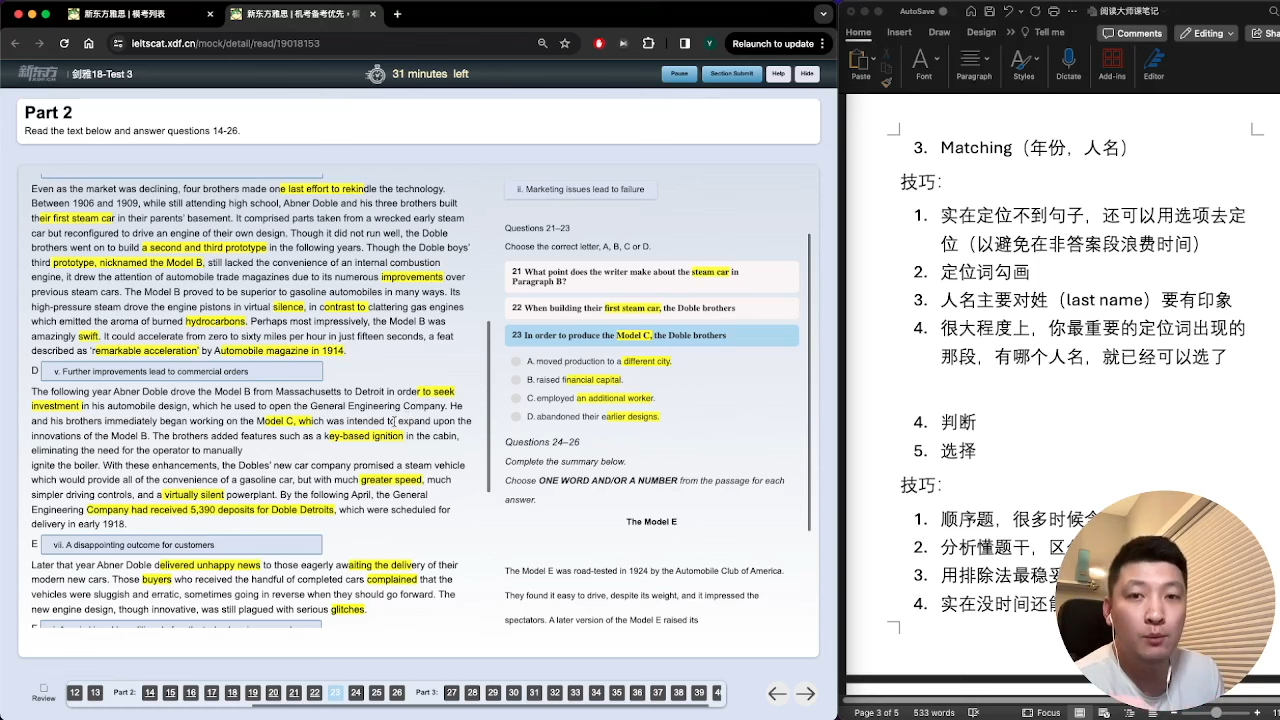 新东方雅思 | 模考列表
新东方雅思 | 机考模考优先 - 模
ieltscat.xdf.cn/mock/detail/read/19018153
Relaunch to update
新东方
剑雅18-Test 3
31 minutes
Pause
Section Submit
Help
Hide
Part 2
Read the text below and answer questions 14-26.
Even as the market was declining, four brothers made one last effort to rekindle the technology.
Between 1906 and 1909, while still attending high school, Abner Doble and his three brothers built
their first steam car in their parents' basement. It comprised parts taken from a wrecked early steam
car but reconfigured to drive an engine of their own design. Though it did not run well, the Doble
brothers went on to build a second and third prototype in the following years. Though the Doble boys'
third prototype, nicknamed the Model B, still lacked the convenience of an internal combustion
engine, it drew the attention of automobile trade magazines due to its numerous improvements over
previous steam cars. The Model B proved to be superior to gasoline automobiles in many ways. Its
high-pressure steam drove the engine pistons in virtual silence, in contrast to clattering gas engines
which emitted the aroma of burned hydrocarbons. Perhaps most impressively, the Model B was
amazingly swift. It could accelerate from zero to sixty miles per hour in just fifteen seconds, a feat
described as 'remarkable acceleration' by Automobile magazine in 1914.
D
v. Further improvements lead to commercial orders
The following year Abner Doble drove the Model B from Massachusetts to Detroit in order to seek
investment in his automobile design, which he used to open the General Engineering Company. He
and his brothers immediately began working on the Model C, which was intended to expand upon the
innovations of the Model B. The brothers added features such as a key-based ignition in the cabin,
eliminating the need for the operator to manually
ignite the boiler. With these enhancements, the Dobles' new car company promised a steam vehicle
which would provide all of the convenience of a gasoline car, but with much greater speed, much
simpler driving controls, and a virtually silent powerplant. By the following April, the General
Engineering Company had received 5,390 deposits for Doble Detroits, which were scheduled for
delivery in early 1918.
E
vii. A disappointing outcome for customers
Later that year Abner Doble delivered unhappy news to those eagerly awaiting the delivery of their
modern new cars. Those buyers who received the handful of completed cars complained that the
vehicles were sluggish and erratic, sometimes going in reverse when they should go forward. The
new engine design, though innovative, was still plagued with serious glitches.
ii. Marketing issues lead to failure
Questions 21–23
Choose the correct letter, A, B, C or D.
21 What point does the writer make about the steam car in
Paragraph B?
22 When building their first steam car, the Doble brothers
23 In order to produce the Model C, the Doble brothers
A. moved production to a different city.
B. raised financial capital.
C. employed an additional worker.
D. abandoned their earlier designs.
Questions 24–26
Complete the summary below.
Choose ONE WORD AND/OR A NUMBER from the passage for each
answer.
The Model E
The Model E was road-tested in 1924 by the Automobile Club of America.
They found it easy to drive, despite its weight, and it impressed the
spectators. A later version of the Model E raised its
Review
12 13 Part 2: 14 15 16 17 18 19 20 21 22 23 24 25 26 Part 3: 27 28 29 30 31 32 33 34 35 36 37 38 39
AutoSave
阅读大师课笔记
Home
Insert
Draw
Design
Tell me
Comments
Editing
Paste
Font
Paragraph
Styles
Dictate
Add-ins
Editor
3. Matching（年份，人名）
技巧：
1. 实在定位不到句子，还可以用选项去定
位（以避免在非答案段浪费时间）
2. 定位词勾画
3. 人名主要对姓（last name）要有印象
4. 很大程度上，你最重要的定位词出现的
那段，有哪个人名，就已经可以选了
4. 判断
5. 选择
技巧：
1. 顺序题，很多时候
2. 分析懂题干，
3. 用排除法最稳妥
4. 实在没时间还
Page 3 of 5
533 words
Focus